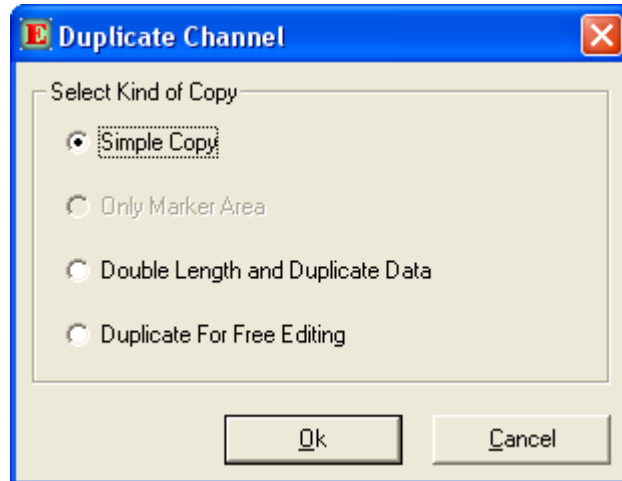 E Duplicate Channel
Select Kind of Copy
Simple Copy
Only Marker Area
Double Length and Duplicate Data
Duplicate For Free Editing
Ok Cancel